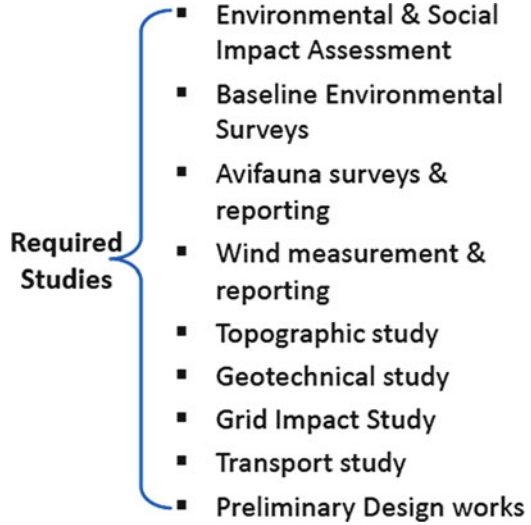 Required
Studies
▪ Environmental & Social
Impact Assessment
▪ Baseline Environmental
Surveys
▪ Avifauna surveys &
reporting
▪ Wind measurement &
reporting
▪ Topographic study
▪ Geotechnical study
▪ Grid Impact Study
▪ Transport study
▪ Preliminary Design works